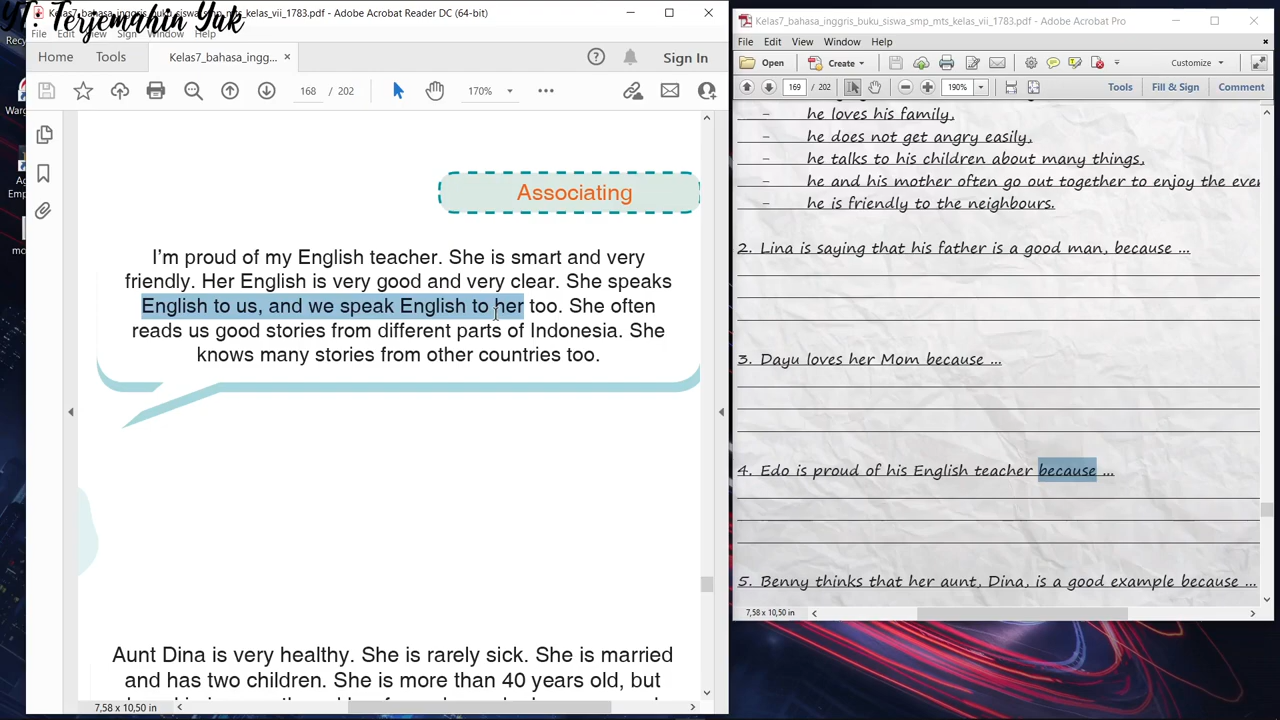 YT. Terjemahin Yuk
Kelas7_bahasa_inggris_buku_siswa_smp_mts_kelas_vii_1783.pdf - Adobe Acrobat Reader DC (64-bit)
File Edit View Sign Window Help
Home Tools Kelas7_bahasa_ingg... × Sign In
168 / 202 170%
Associating
I'm proud of my English teacher. She is smart and very
friendly. Her English is very good and very clear. She speaks
English to us, and we speak English to her too. She often
reads us good stories from different parts of Indonesia. She
knows many stories from other countries too.
Aunt Dina is very healthy. She is rarely sick. She is married
and has two children. She is more than 40 years old, but
7,58 x 10,50 in
Kelas7_bahasa_inggris_buku_siswa_smp_mts_kelas_vii_1783.pdf - Adobe Acrobat Pro
File Edit View Window Help
Open Create Customize
169 / 202 190% Tools Fill & Sign Comment
- he loves his family.
- he does not get angry easily.
- he talks to his children about many things.
- he and his mother often go out together to enjoy the eve
- he is friendly to the neighbours.
2. Lina is saying that his father is a good man, because ...
3. Dayu loves her Mom because ...
4. Edo is proud of his English teacher because ...
5. Benny thinks that her aunt, Dina, is a good example because ...
7,58 x 10,50 in